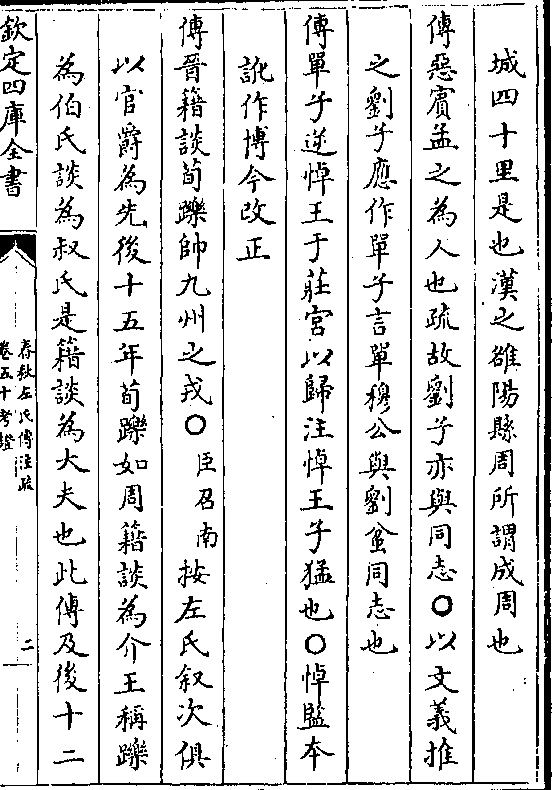 城四十里是也漢之雒陽縣周所謂成周也
傳惡賓孟之為人也疏故劉子亦與同志○以文義推
之劉子應作單子言單穆公與劉蚠同志也
傳單子逆悼王于莊宮以歸注悼王子猛也○悼監本
訛作博今改正
傳晉籍談荀躒帥九州之戎○臣召南按左氏叙次俱
以官爵為先後十五年荀躒如周籍談為介王稱躒
為伯氏談為叔氏是籍談為大夫也此傳及後十二
欽定四庫全書
春秋左氏傳注疏
卷五十考證
二